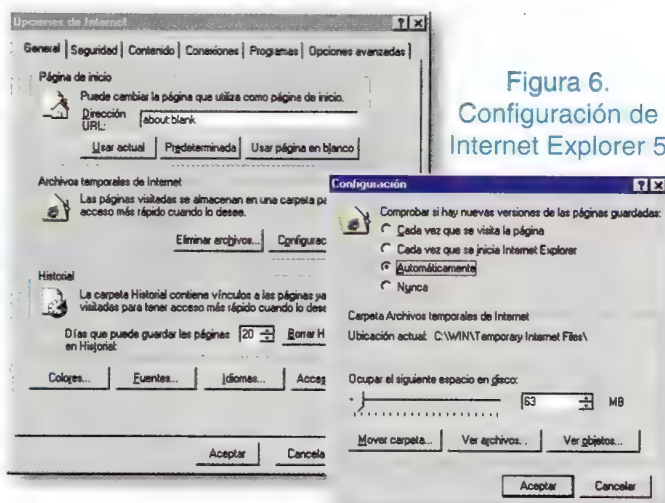 Opciones de Internet
General Seguridad Contenido Conexiones Programas Opciones avanzadas
Página de inicio
Puede cambiar la página que utiliza como página de inicio.
Dirección URL: about:blank
Usar actual Predeterminada Usar página en blanco
Archivos temporales de Internet
Las páginas visitadas se almacenan en una carpeta pa
acceso más rápido cuando lo desee.
Eliminar archivos... Configurac
Historial
La carpeta Historial contiene vínculos a las páginas ya
visitadas para tener acceso más rápido cuando lo dese
Días que puede guardar las páginas en Historial: 20 Borrar H
Colores... Fuentes... Idiomas... Acces
Aceptar Cancela
Figura 6.
Configuración de
Internet Explorer 5
Configuración
Comprobar si hay nuevas versiones de las páginas guardadas:
Cada vez que se visita la página
Cada vez que se inicia Internet Explorer
Automáticamente
Nunca
Carpeta Archivos temporales de Internet
Ubicación actual: C:\WIN\Temporary Internet Files\
Ocupar el siguiente espacio en disco:
63 MB
Mover carpeta... Ver archivos... Ver objetos...
Aceptar Cancelar